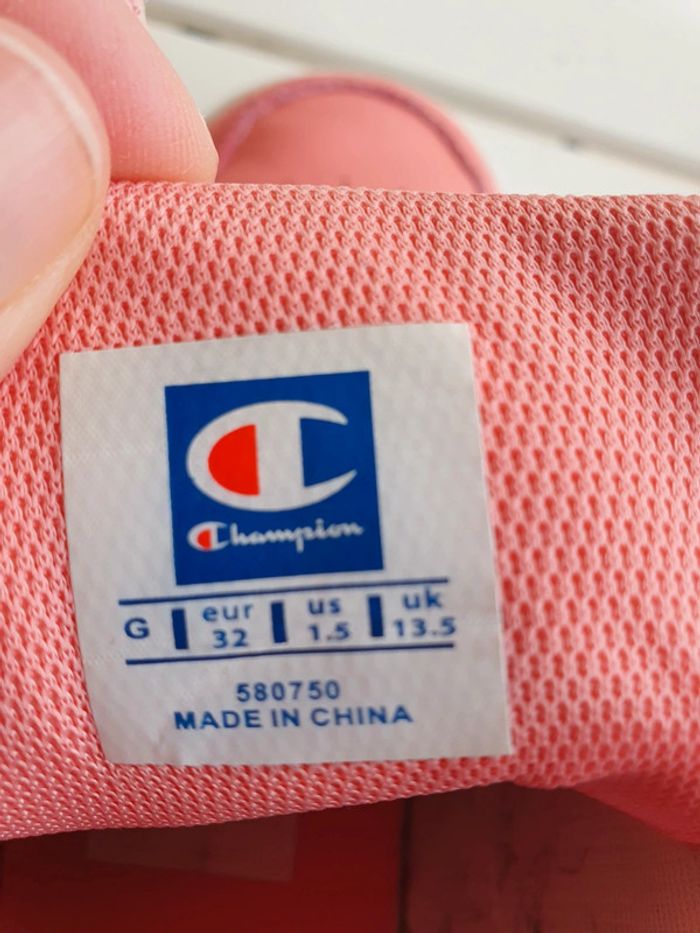 Champion
G eur us uk
32 1.5 13.5
580750
MADE IN CHINA